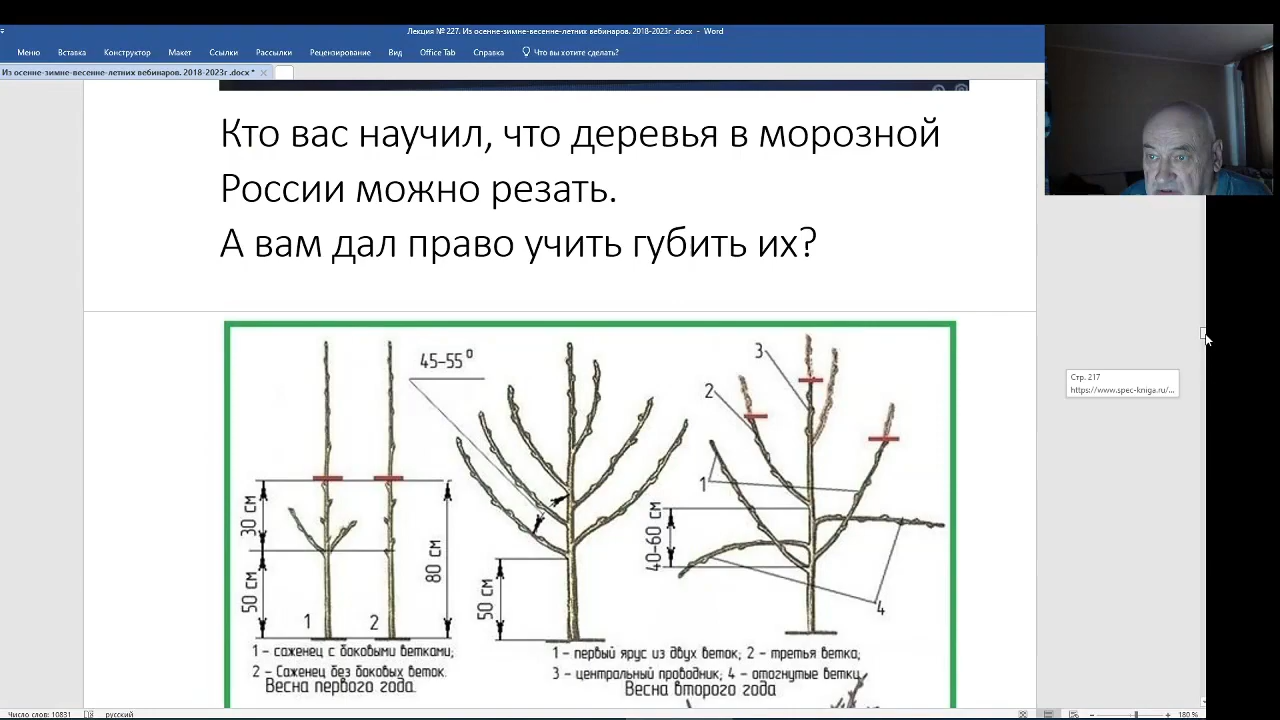 Лекция № 227. Из осенне-зимне-весенне-летних вебинаров. 2018-2023г .docx - Word
Меню Вставка Конструктор Макет Ссылки Рассылки Рецензирование Вид Office Tab Справка Что вы хотите сделать?
Из осенне-зимне-весенне-летних вебинаров. 2018-2023г .docx *
Кто вас научил, что деревья в морозной
России можно резать.
А вам дал право учить губить их?
Стр. 217
https://www.spec-kniga.ru/...
45-55°
30 см
50 см
80 см
1
2
50 см
3
2
1
40-60 см
4
1 - саженец с боковыми ветками;
2 - Саженец без боковых веток.
Весна первого года.
1 - первый ярус из двух веток; 2 - третья ветка;
3 - центральный проводник; 4 - отогнутые ветки
Весна второго года
Число слов: 10831 русский
180 %